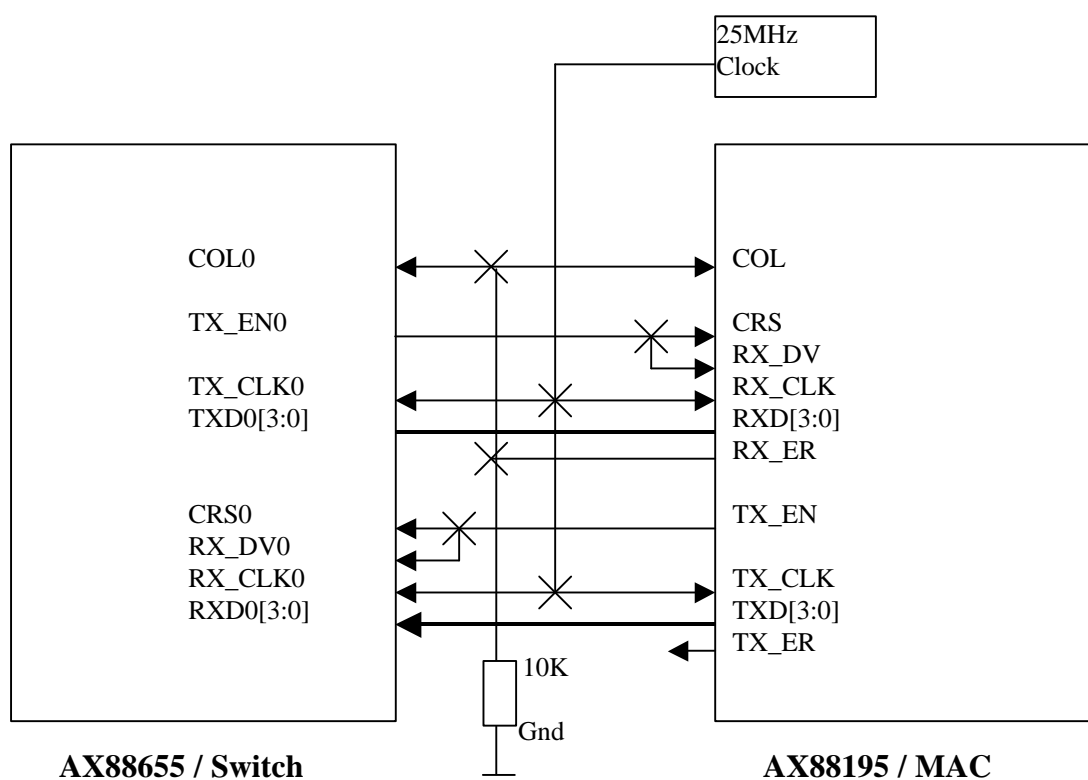 25MHz
Clock
COL0
TX_EN0
TX_CLK0
TXD0[3:0]
CRS0
RX_DV0
RX_CLK0
RXD0[3:0]
COL
CRS
RX_DV
RX_CLK
RXD[3:0]
RX_ER
TX_EN
TX_CLK
TXD[3:0]
TX_ER
10K
Gnd
AX88655 / Switch
AX88195 / MAC